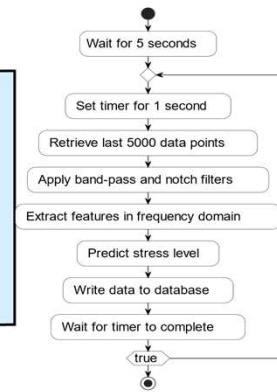 Wait for 5 seconds
Set timer for 1 second
Retrieve last 5000 data points
Apply band-pass and notch filters
Extract features in frequency domain
Predict stress level
Write data to database
Wait for timer to complete
true